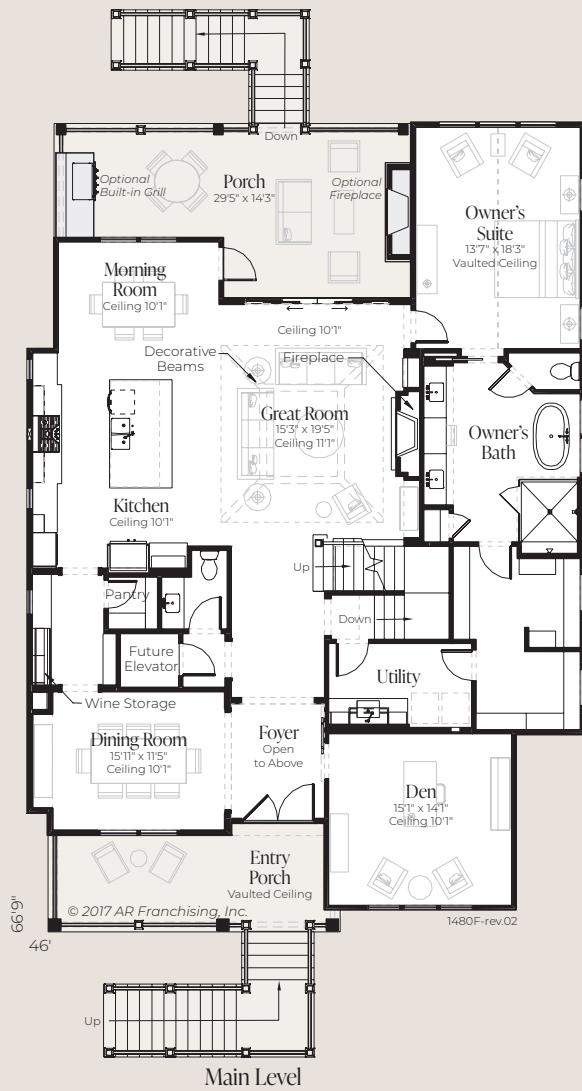 Down
Optional
Built-in Grill
Porch
29'5" x 14'3"
Optional
Fireplace
Owner's
Suite
13'7" x 18'3"
Vaulted Ceiling
Morning
Room
Ceiling 10'1"
Ceiling 10'1"
Decorative
Beams
Fireplace
Great Room
15'3" x 19'5"
Ceiling 11'1"
Owner's
Bath
Kitchen
Ceiling 10'1"
Up
Pantry
Down
Future
Elevator
Utility
Wine Storage
Dining Room
15'11" x 11'5"
Ceiling 10'1"
Foyer
Open
to Above
Den
15'1" x 14'1"
Ceiling 10'1"
Entry
Porch
Vaulted Ceiling
© 2017 AR Franchising, Inc.
1480F-rev.02
66'9"
46'
Up
Main Level